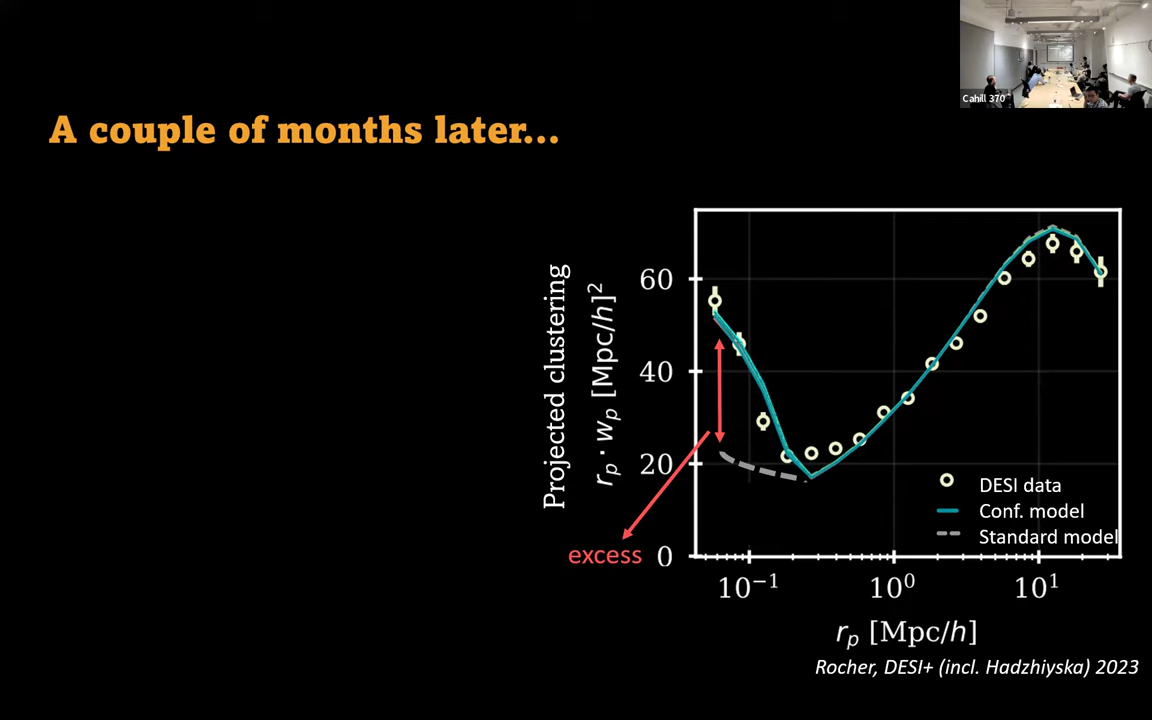 Cahill 370
A couple of months later...
Projected clustering
r_p · w_p [Mpc/h]²
60
40
20
0
DESI data
Conf. model
Standard model
excess
10⁻¹
10⁰
10¹
r_p [Mpc/h]
Rocher, DESI+ (incl. Hadzhiyska) 2023